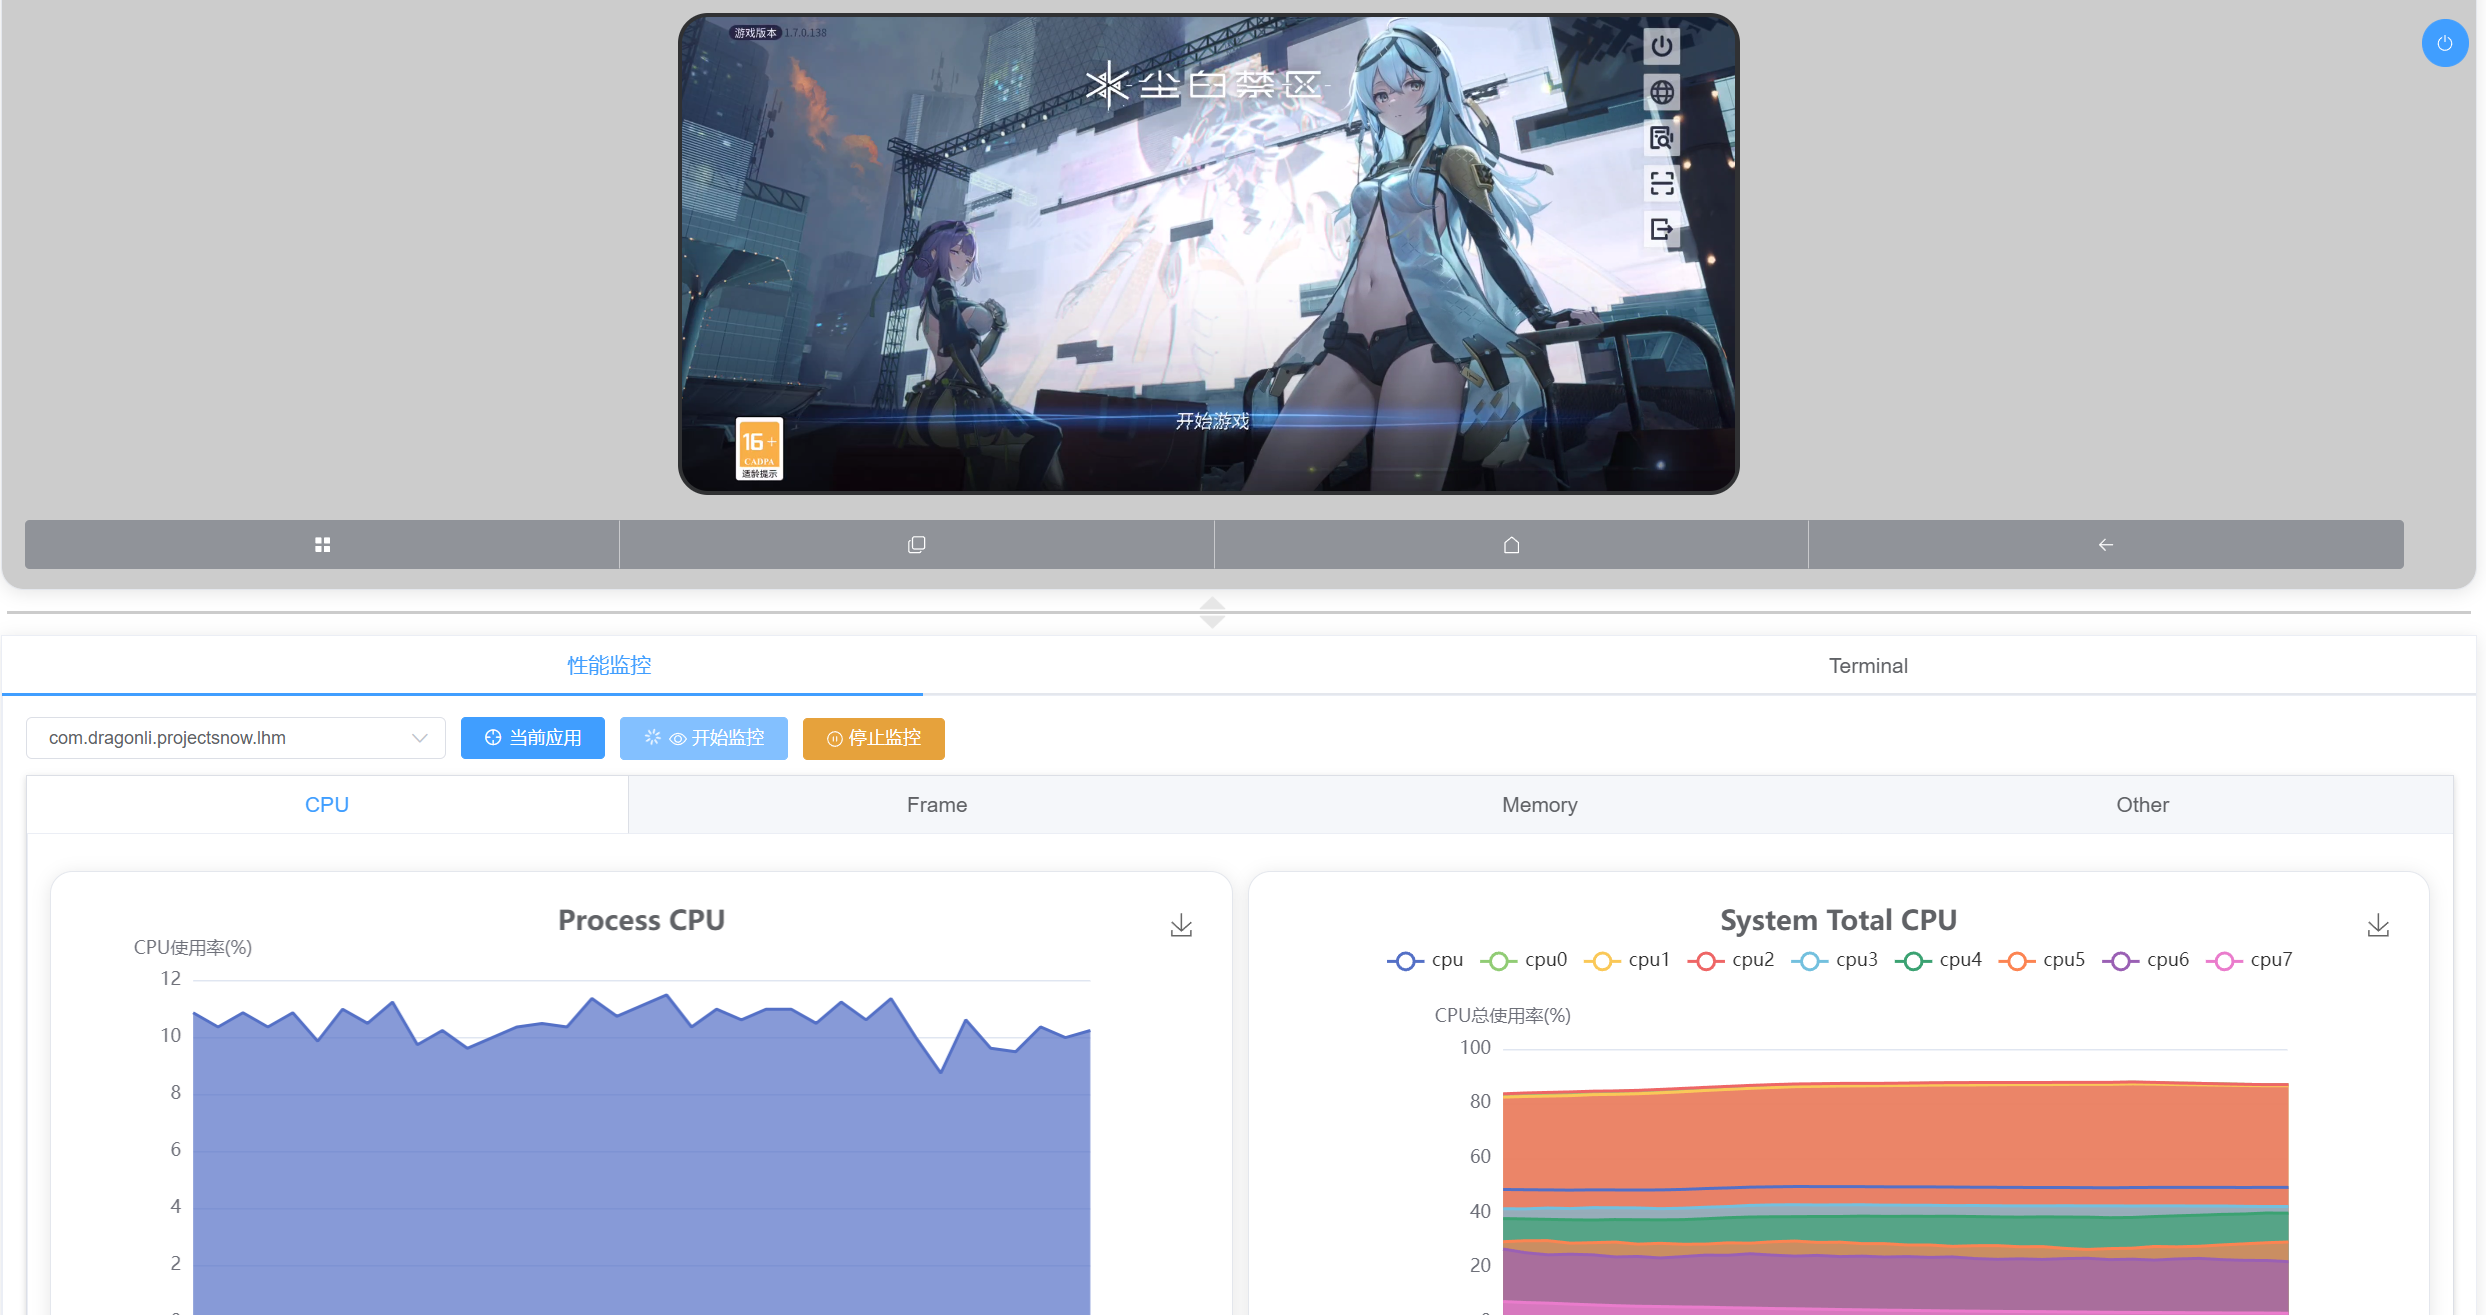 游戏版本 1.7.0.138
尘白禁区
开始游戏
16+
CADPA
适龄提示
性能监控
Terminal
com.dragonli.projectsnow.lhm
当前应用
开始监控
停止监控
CPU
Frame
Memory
Other
Process CPU
CPU使用率(%)
12
10
8
6
4
2
System Total CPU
cpu cpu0 cpu1 cpu2 cpu3 cpu4 cpu5 cpu6 cpu7
CPU总使用率(%)
100
80
60
40
20